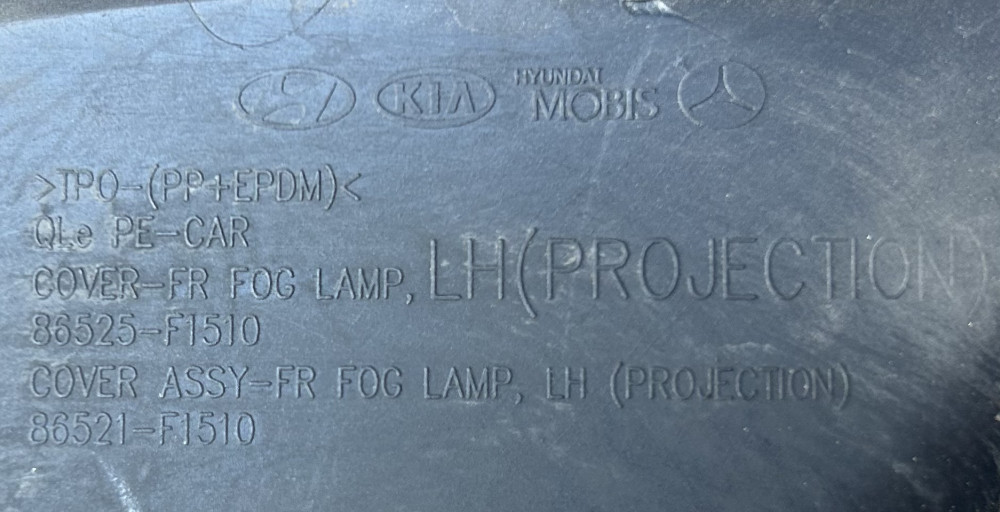 KIA HYUNDAI MOBIS
>TPO-(PP+EPDM)<
QLe PE-CAR
COVER-FR FOG LAMP, LH(PROJECTION)
86525-F1510
COVER ASSY-FR FOG LAMP, LH (PROJECTION)
86521-F1510